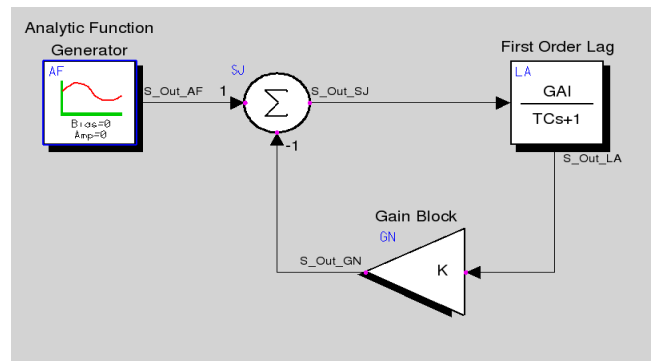 Analytic Function
Generator
AF
Bias=0
Amp=0
S_Out_AF
1
SJ
Σ
S_Out_SJ
-1
First Order Lag
LA
GAI
TCs+1
S_Out_LA
Gain Block
GN
K
S_Out_GN